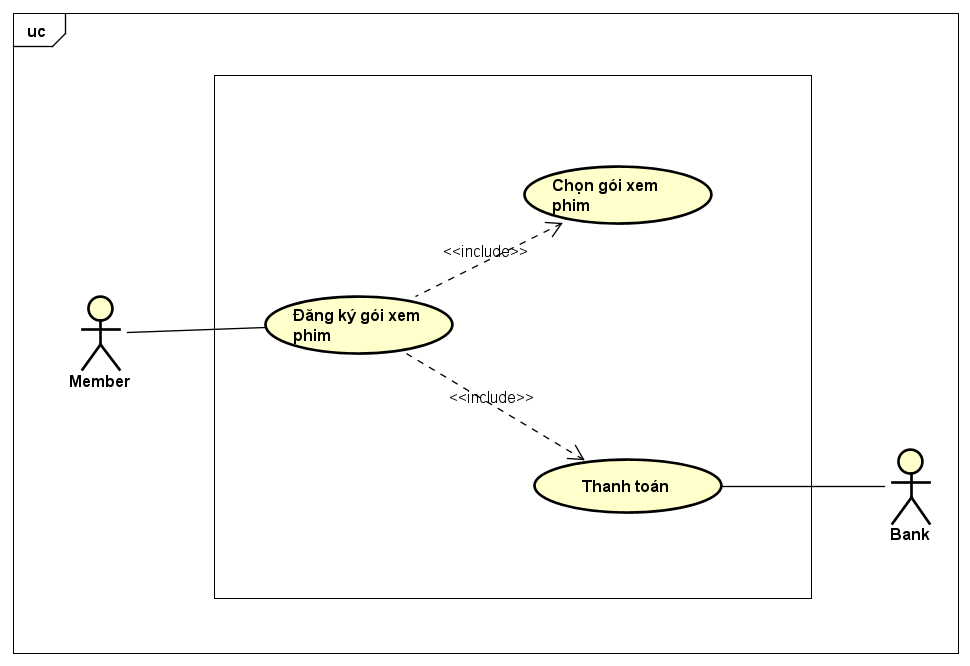 uc
Chọn gói xem
phim
<<include>>
Đăng ký gói xem
phim
Member
<<include>>
Thanh toán
Bank